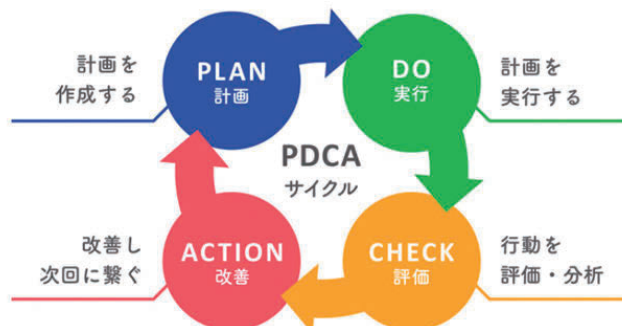 計画を
作成する
PLAN
計画
DO
実行
計画を
実行する
PDCA
サイクル
改善し
次回に繋ぐ
ACTION
改善
CHECK
評価
行動を
評価・分析